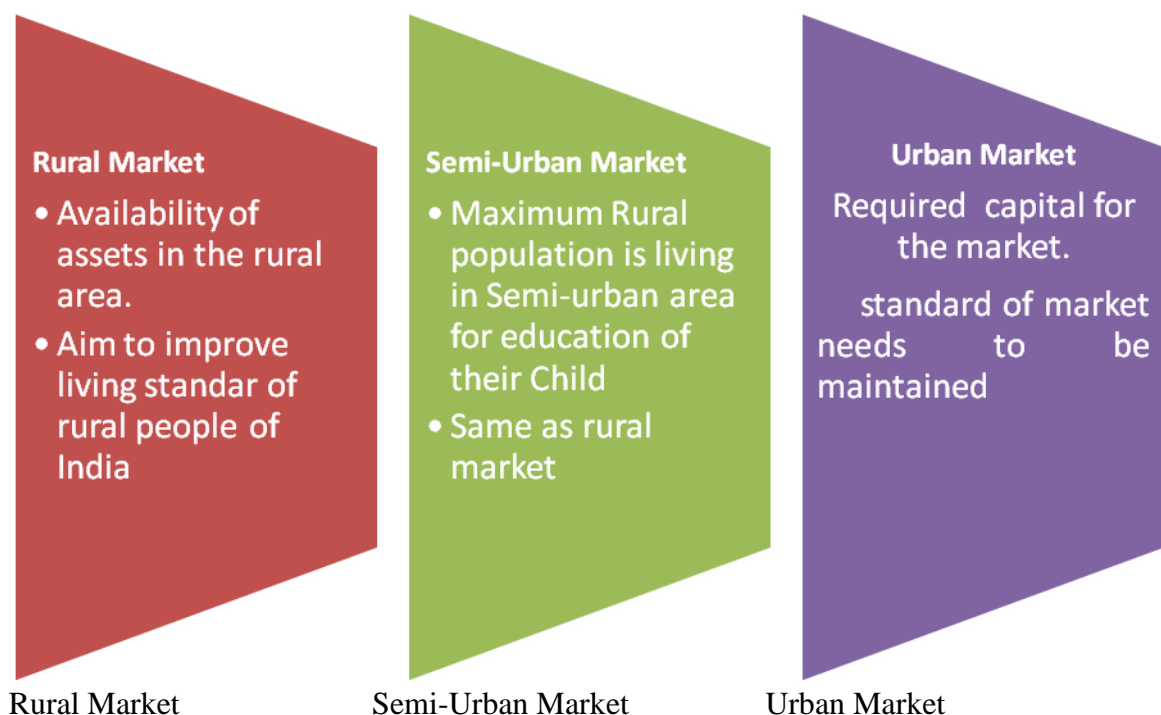 Rural Market
• Availability of
assets in the rural
area.
• Aim to improve
living standar of
rural people of
India
Semi-Urban Market
• Maximum Rural
population is living
in Semi-urban area
for education of
their Child
• Same as rural
market
Urban Market
Required capital for
the market.
standard of market
needs to be
maintained
Rural Market
Semi-Urban Market
Urban Market